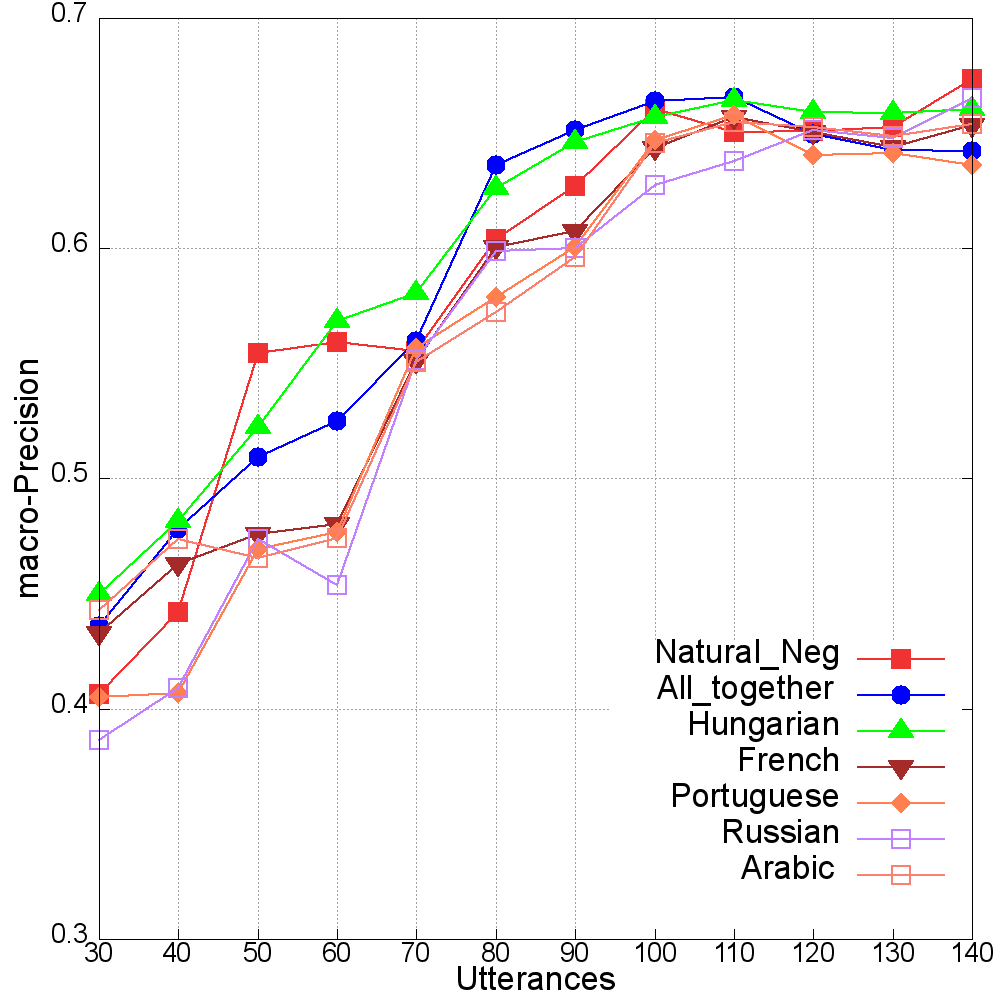 0.7
0.6
0.5
0.4
0.3
macro-Precision
Natural_Neg
All_together
Hungarian
French
Portuguese
Russian
Arabic
30 40 50 60 70 80 90 100 110 120 130 140
Utterances